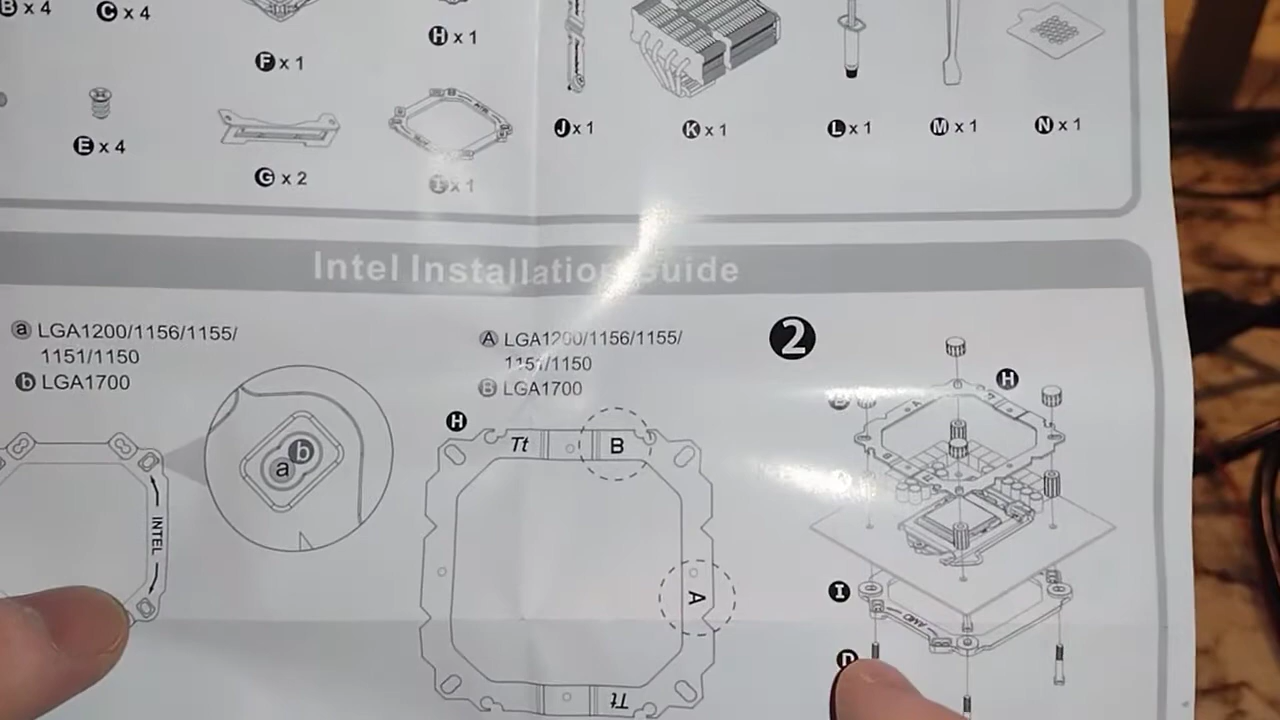 B x 4
C x 4
F x 1
H x 1
E x 4
G x 2
I x 1
J x 1
K x 1
L x 1
M x 1
N x 1
Intel Installation Guide
a LGA1200/1156/1155/
1151/1150
b LGA1700
a
b
INTEL
A LGA1200/1156/1155/
1151/1150
B LGA1700
H
Tt
B
A
Tt
2
H
I
AMD
D